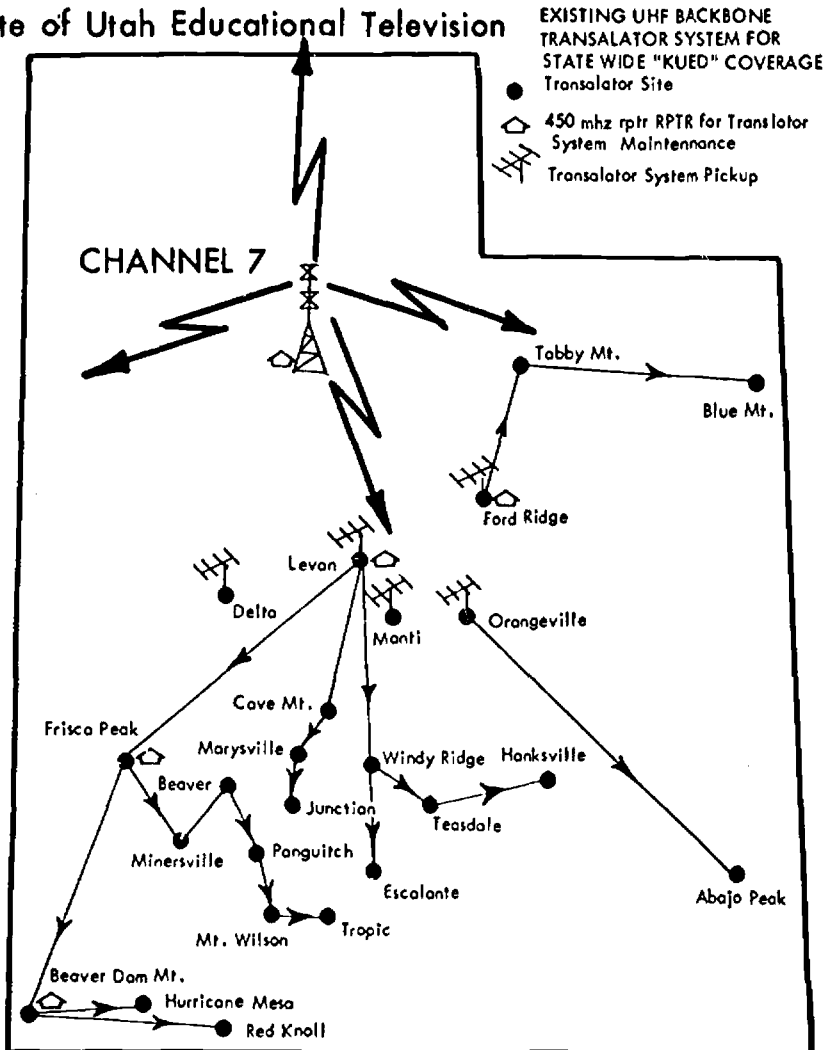 te of Utah Educational Television
EXISTING UHF BACKBONE
TRANSALATOR SYSTEM FOR
STATE WIDE "KUED" COVERAGE
Transalator Site
450 mhz rptr RPTR for Translator
System Maintennance
Transalator System Pickup
CHANNEL 7
Tabby Mt.
Blue Mt.
Ford Ridge
Levan
Delta
Manti
Orangeville
Cove Mt.
Frisca Peak
Marysville
Windy Ridge
Hanksville
Beaver
Junction
Teasdale
Minersville
Panguitch
Escalante
Abajo Peak
Mt. Wilson
Tropic
Beaver Dam Mt.
Hurricane Mesa
Red Knoll